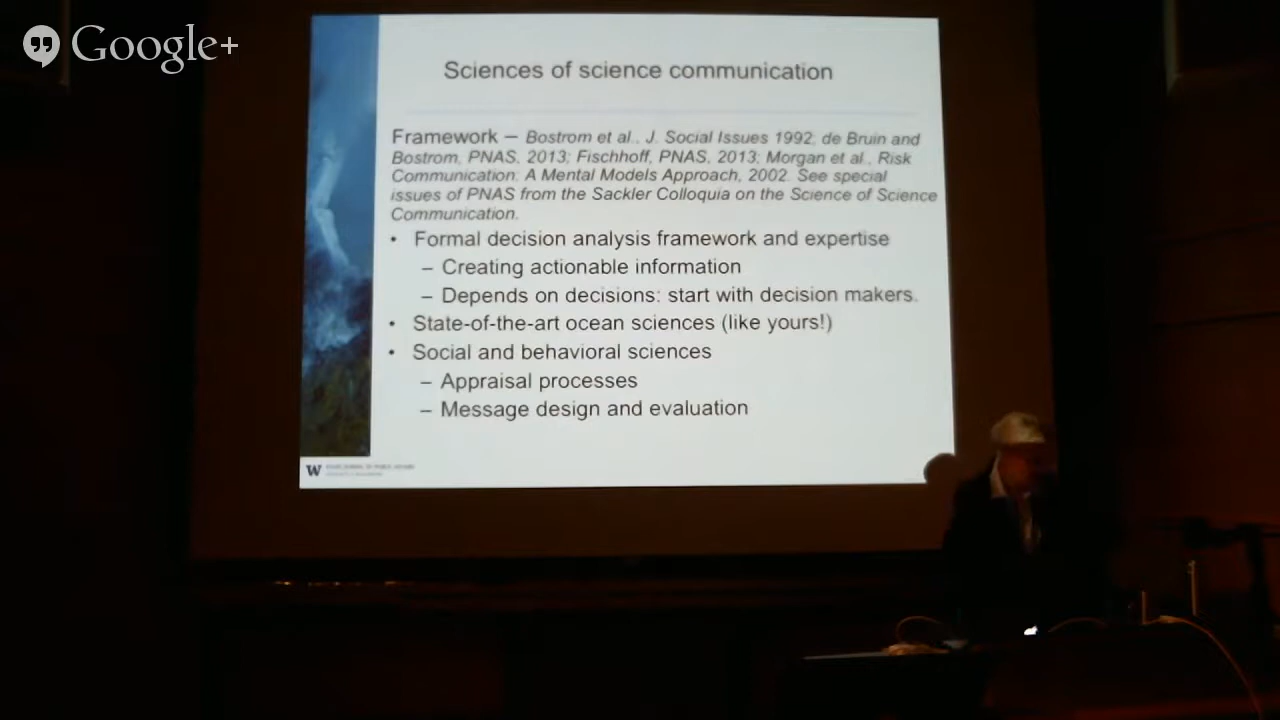 Google+
Sciences of science communication
Framework – Bostrom et al., J. Social Issues 1992; de Bruin and
Bostrom, PNAS, 2013; Fischhoff, PNAS, 2013; Morgan et al., Risk
Communication: A Mental Models Approach, 2002. See special
issues of PNAS from the Sackler Colloquia on the Science of Science
Communication.
• Formal decision analysis framework and expertise
– Creating actionable information
– Depends on decisions: start with decision makers.
• State-of-the-art ocean sciences (like yours!)
• Social and behavioral sciences
– Appraisal processes
– Message design and evaluation
W